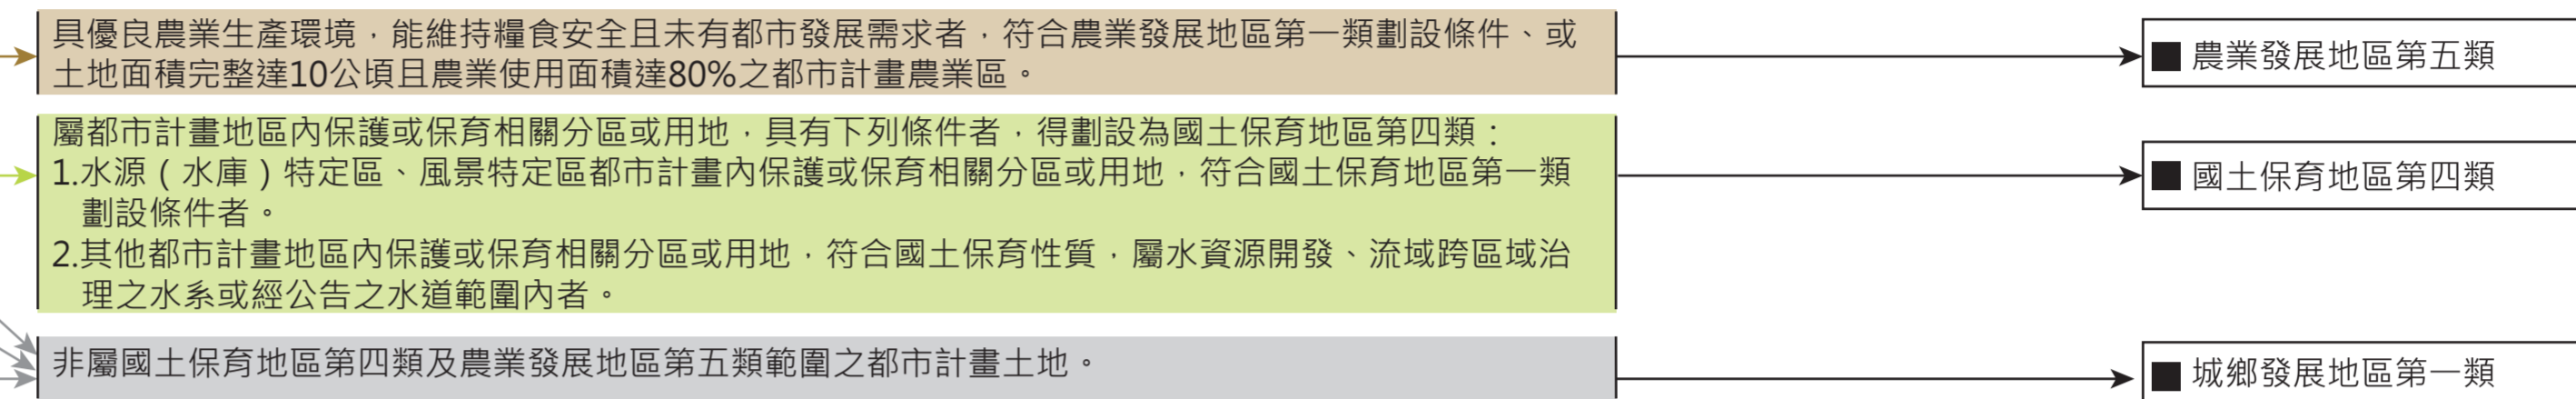 具優良農業生產環境，能維持糧食安全且未有都市發展需求者，符合農業發展地區第一類劃設條件、或
土地面積完整達10公頃且農業使用面積達80%之都市計畫農業區。
■ 農業發展地區第五類
屬都市計畫地區內保護或保育相關分區或用地，具有下列條件者，得劃設為國土保育地區第四類：
1.水源（水庫）特定區、風景特定區都市計畫內保護或保育相關分區或用地，符合國土保育地區第一類
劃設條件者。
2.其他都市計畫地區內保護或保育相關分區或用地，符合國土保育性質，屬水資源開發、流域跨區域治
理之水系或經公告之水道範圍內者。
■ 國土保育地區第四類
非屬國土保育地區第四類及農業發展地區第五類範圍之都市計畫土地。
■ 城鄉發展地區第一類